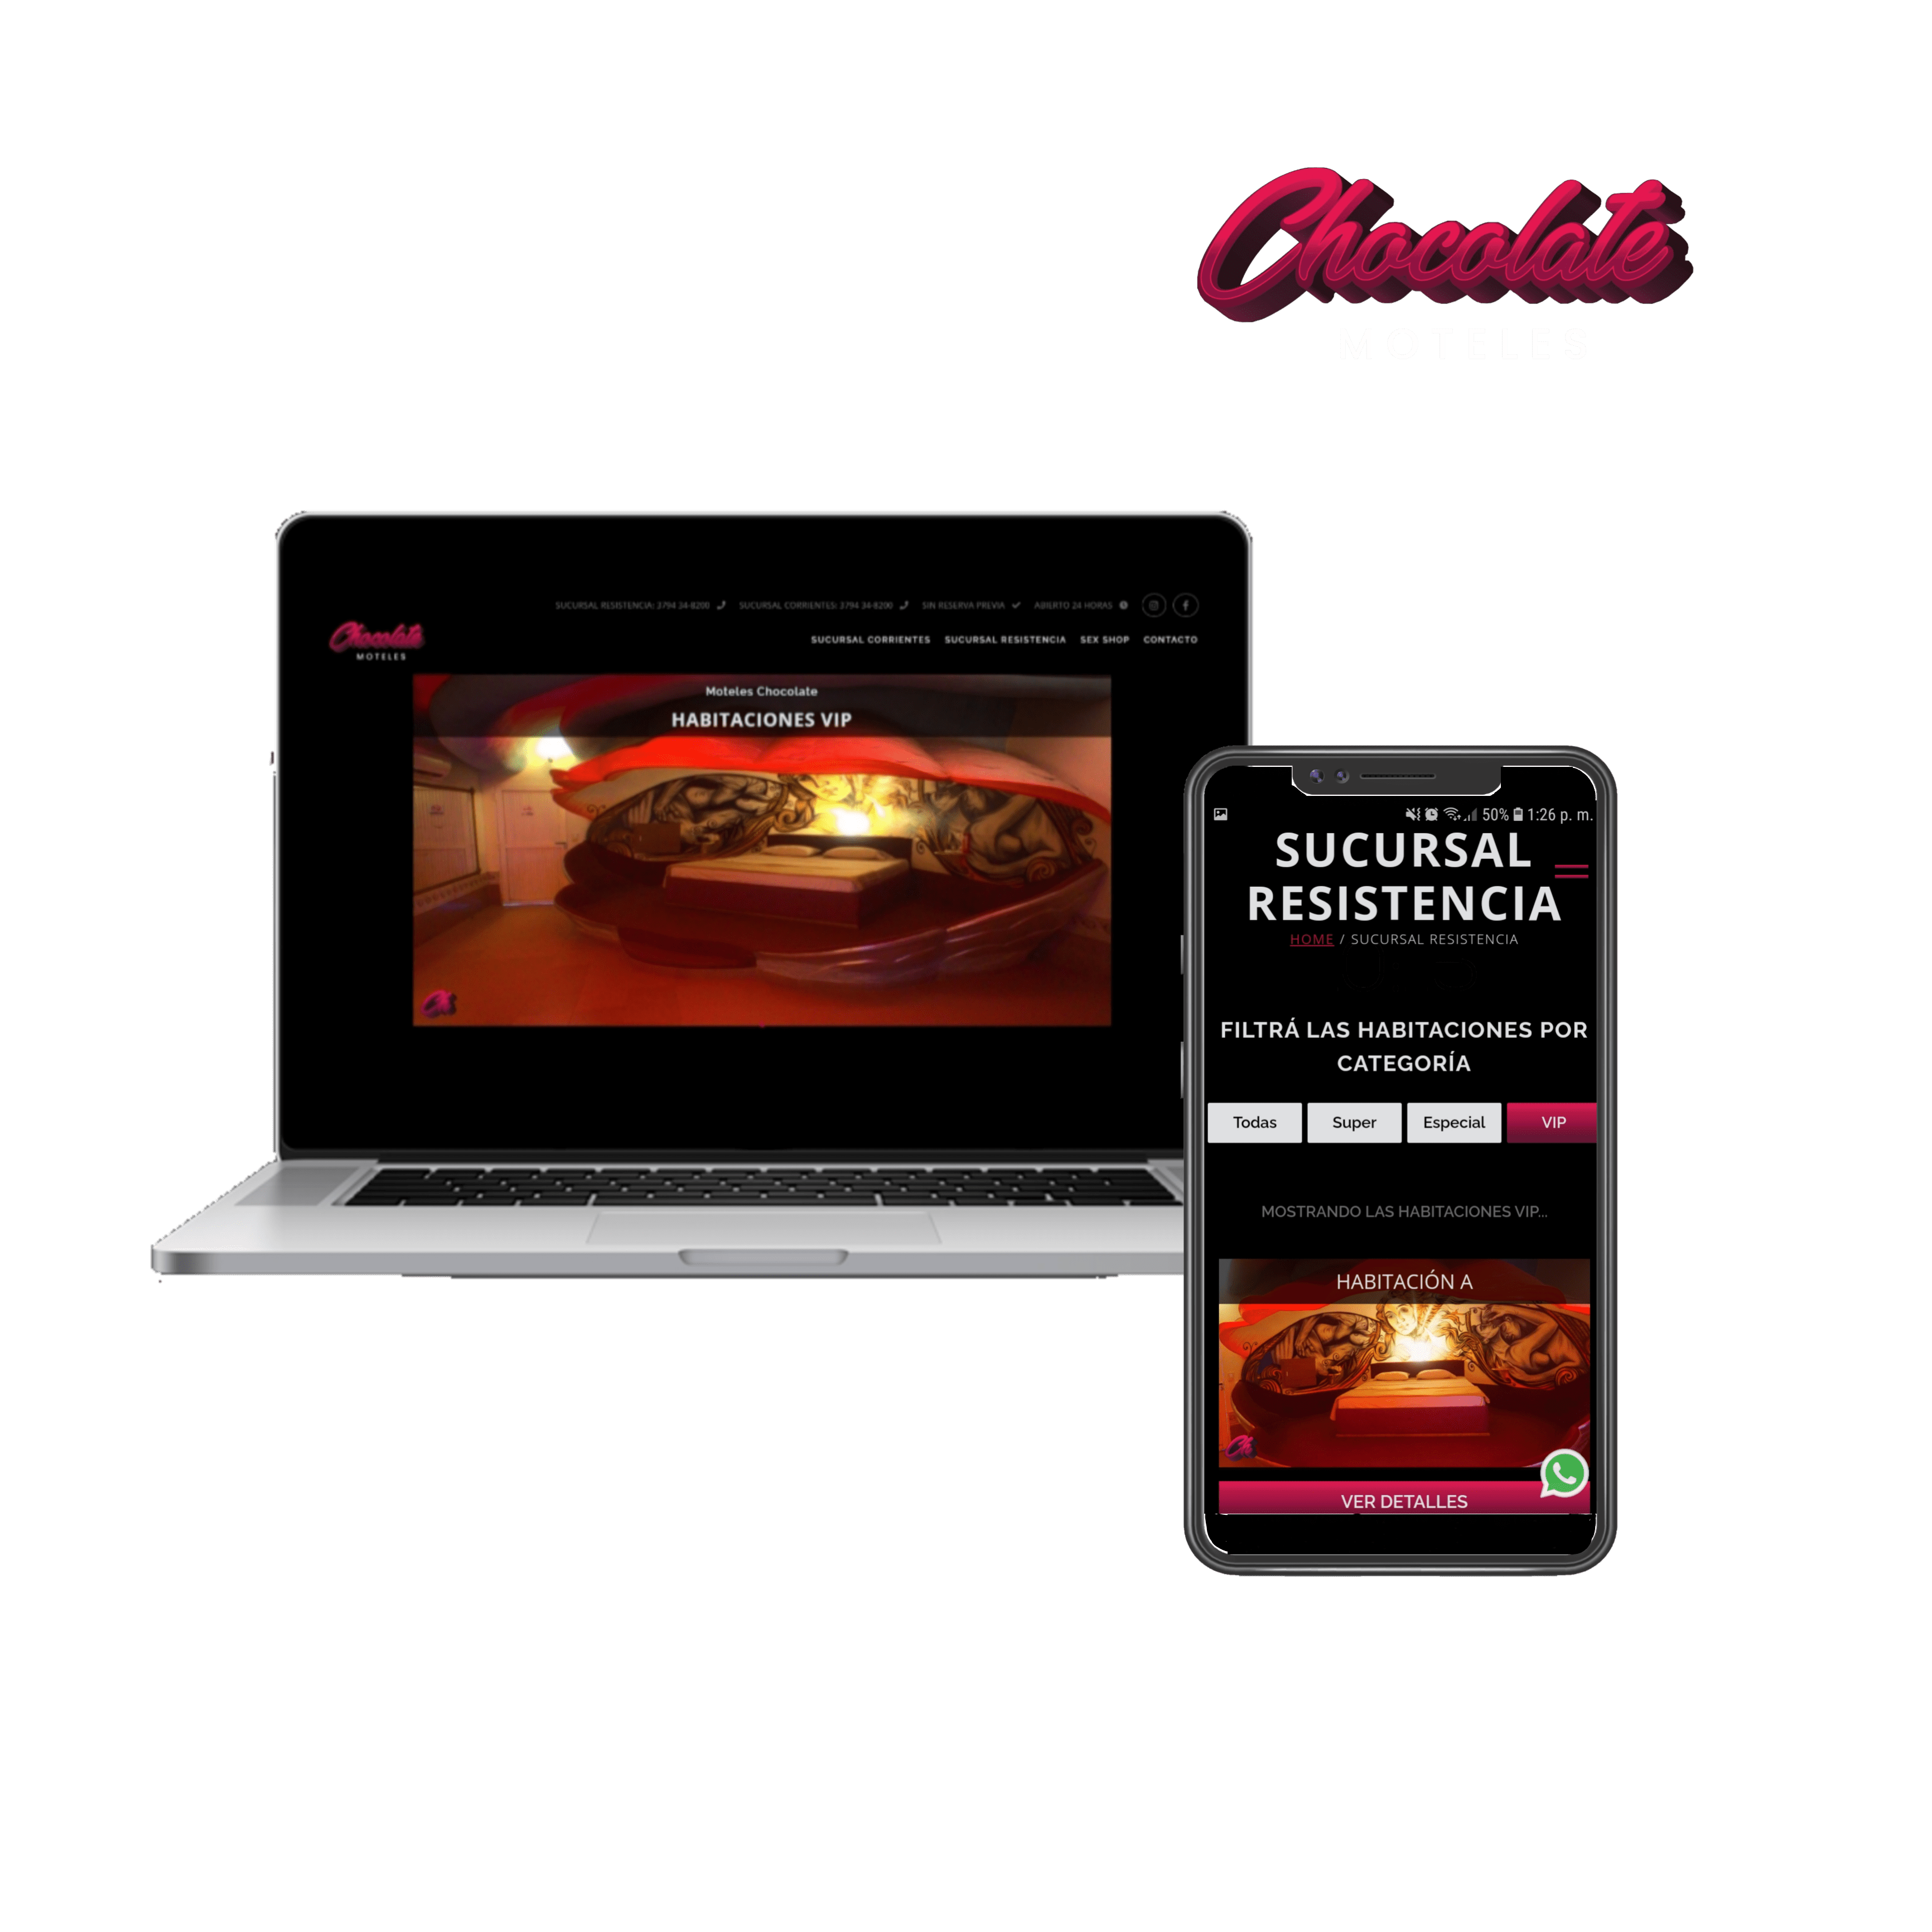 Chocolate
MOTELES
SUCURSAL RESISTENCIA: 3794 34-8200 SUCURSAL CORRIENTES: 3794 34-8200 SIN RESERVA PREVIA ABIERTO 24 HORAS
Chocolate
MOTELES
SUCURSAL CORRIENTES SUCURSAL RESISTENCIA SEX SHOP CONTACTO
Moteles Chocolate
HABITACIONES VIP
Ch
50% 1:26 p. m.
SUCURSAL
RESISTENCIA
HOME / SUCURSAL RESISTENCIA
FILTRÁ LAS HABITACIONES POR
CATEGORÍA
Todas Super Especial VIP
MOSTRANDO LAS HABITACIONES VIP...
HABITACIÓN A
Ch
VER DETALLES